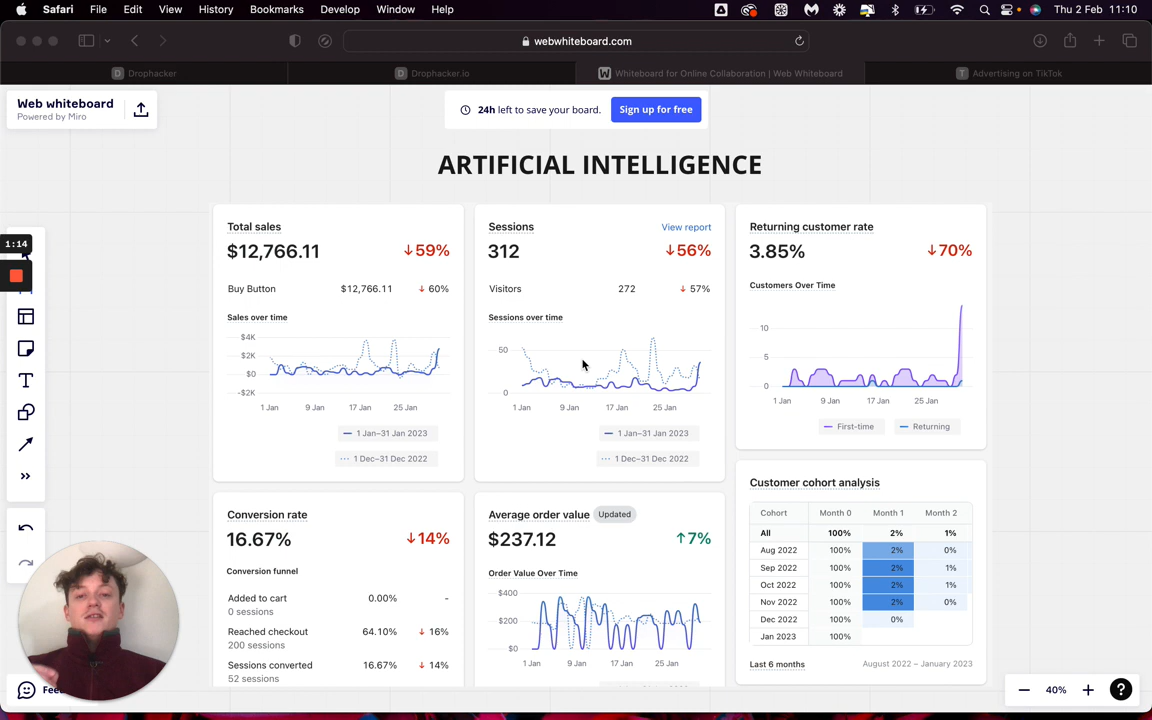 Safari File Edit View History Bookmarks Develop Window Help Thu 2 Feb 11:10
webwhiteboard.com
D Drophacker
D Drophacker.io
W Whiteboard for Online Collaboration | Web Whiteboard
T Advertising on TikTok
Web whiteboard
Powered by Miro
24h left to save your board.
Sign up for free
ARTIFICIAL INTELLIGENCE
1:14
Total sales
$12,766.11 ↓59%
Buy Button $12,766.11 ↓ 60%
Sales over time
$4K
$2K
$0
-$2K
1 Jan 9 Jan 17 Jan 25 Jan
1 Jan–31 Jan 2023
1 Dec–31 Dec 2022
Sessions View report
312 ↓56%
Visitors 272 ↓ 57%
Sessions over time
50
0
1 Jan 9 Jan 17 Jan 25 Jan
1 Jan–31 Jan 2023
1 Dec–31 Dec 2022
Returning customer rate
3.85% ↓70%
Customers Over Time
10
5
0
1 Jan 9 Jan 17 Jan 25 Jan
First-time Returning
Conversion rate
16.67% ↓14%
Conversion funnel
Added to cart 0.00% -
0 sessions
Reached checkout 64.10% ↓ 16%
200 sessions
Sessions converted 16.67% ↓ 14%
52 sessions
Average order value Updated
$237.12 ↑7%
Order Value Over Time
$400
$200
$0
1 Jan 9 Jan 17 Jan 25 Jan
Customer cohort analysis
Cohort Month 0 Month 1 Month 2
All 100% 2% 1%
Aug 2022 100% 2% 0%
Sep 2022 100% 2% 1%
Oct 2022 100% 2% 1%
Nov 2022 100% 2% 0%
Dec 2022 100% 0%
Jan 2023 100%
Last 6 months August 2022 – January 2023
40%
?